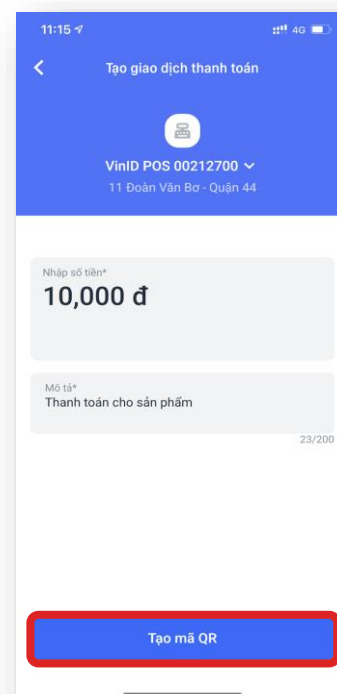 11:15
4G
Tạo giao dịch thanh toán
VinID POS 00212700
11 Đoàn Văn Bơ - Quận 44
Nhập số tiền*
10,000 đ
Mô tả*
Thanh toán cho sản phẩm
23/200
Tạo mã QR